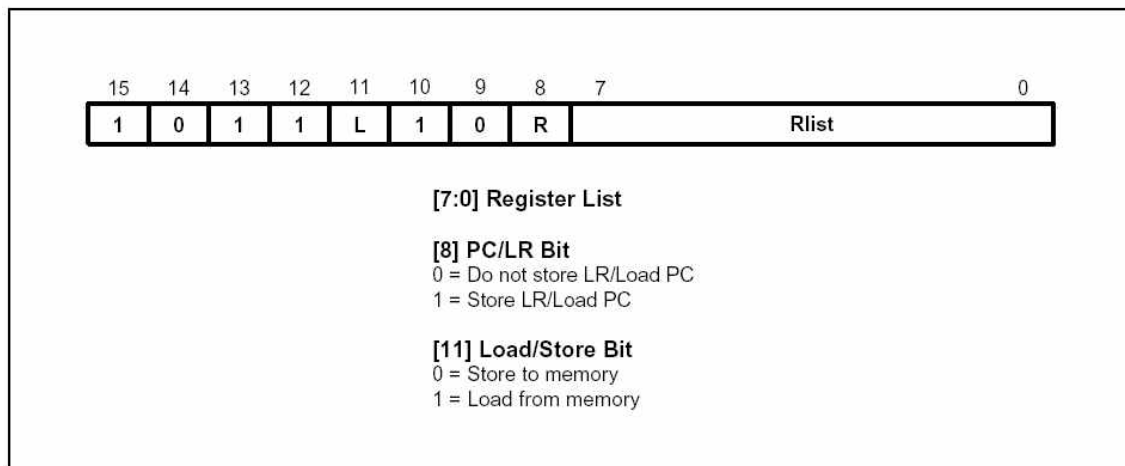 15 14 13 12 11 10 9 8 7 0
1 0 1 1 L 1 0 R Rlist
[7:0] Register List
[8] PC/LR Bit
0 = Do not store LR/Load PC
1 = Store LR/Load PC
[11] Load/Store Bit
0 = Store to memory
1 = Load from memory